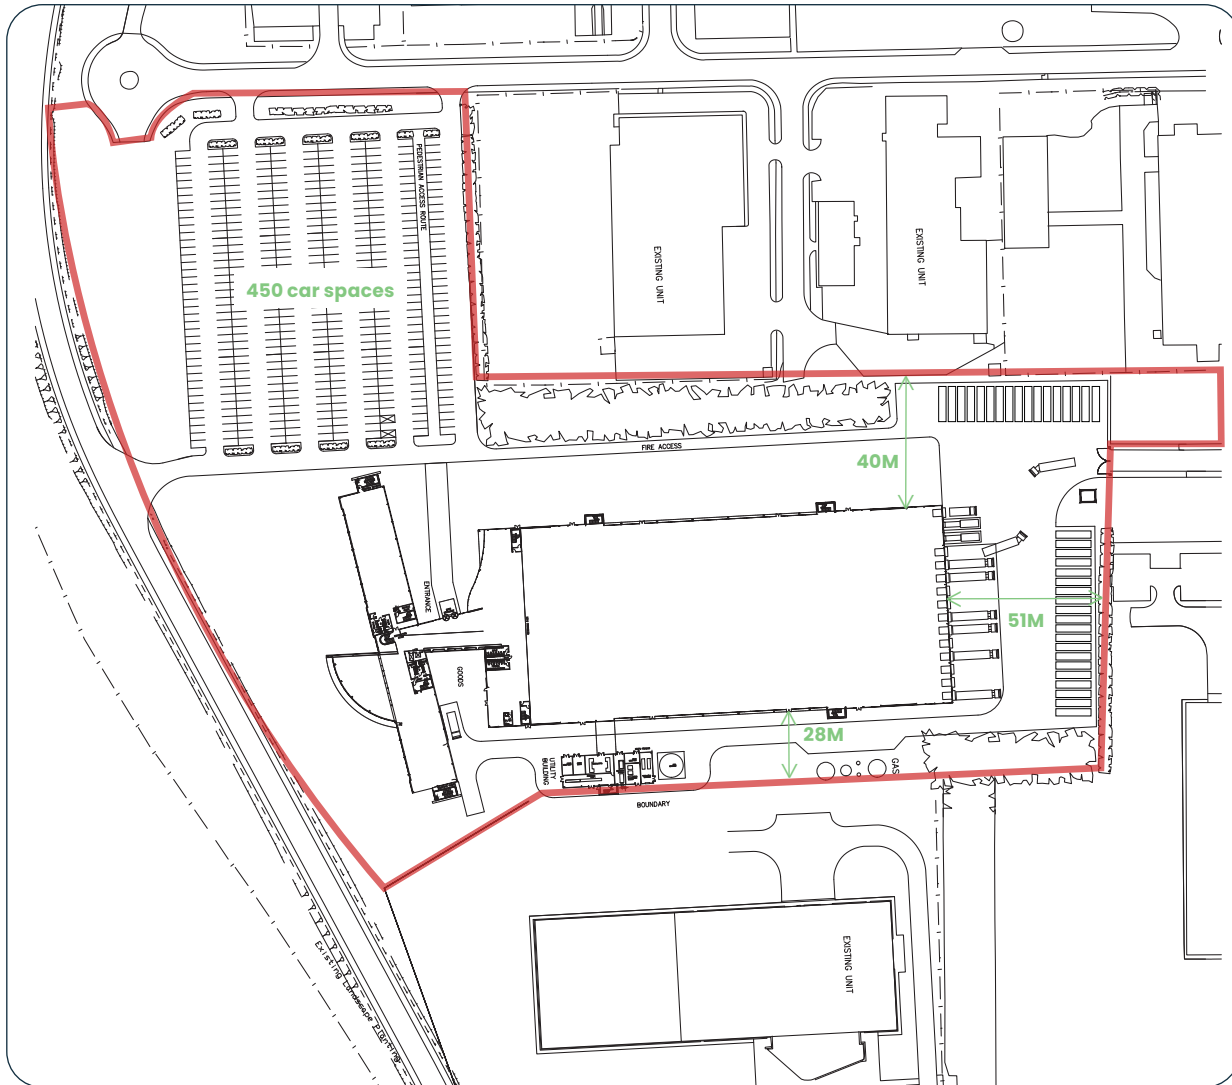 PEDESTRIAN ACCESS ROUTE
450 car spaces
EXISTING UNIT
EXISTING UNIT
FIRE ACCESS
40M
ENTRANCE
51M
GOODS
28M
UTILITY
BUILDING
GAS
BOUNDARY
EXISTING UNIT
Existing Landscape Planting